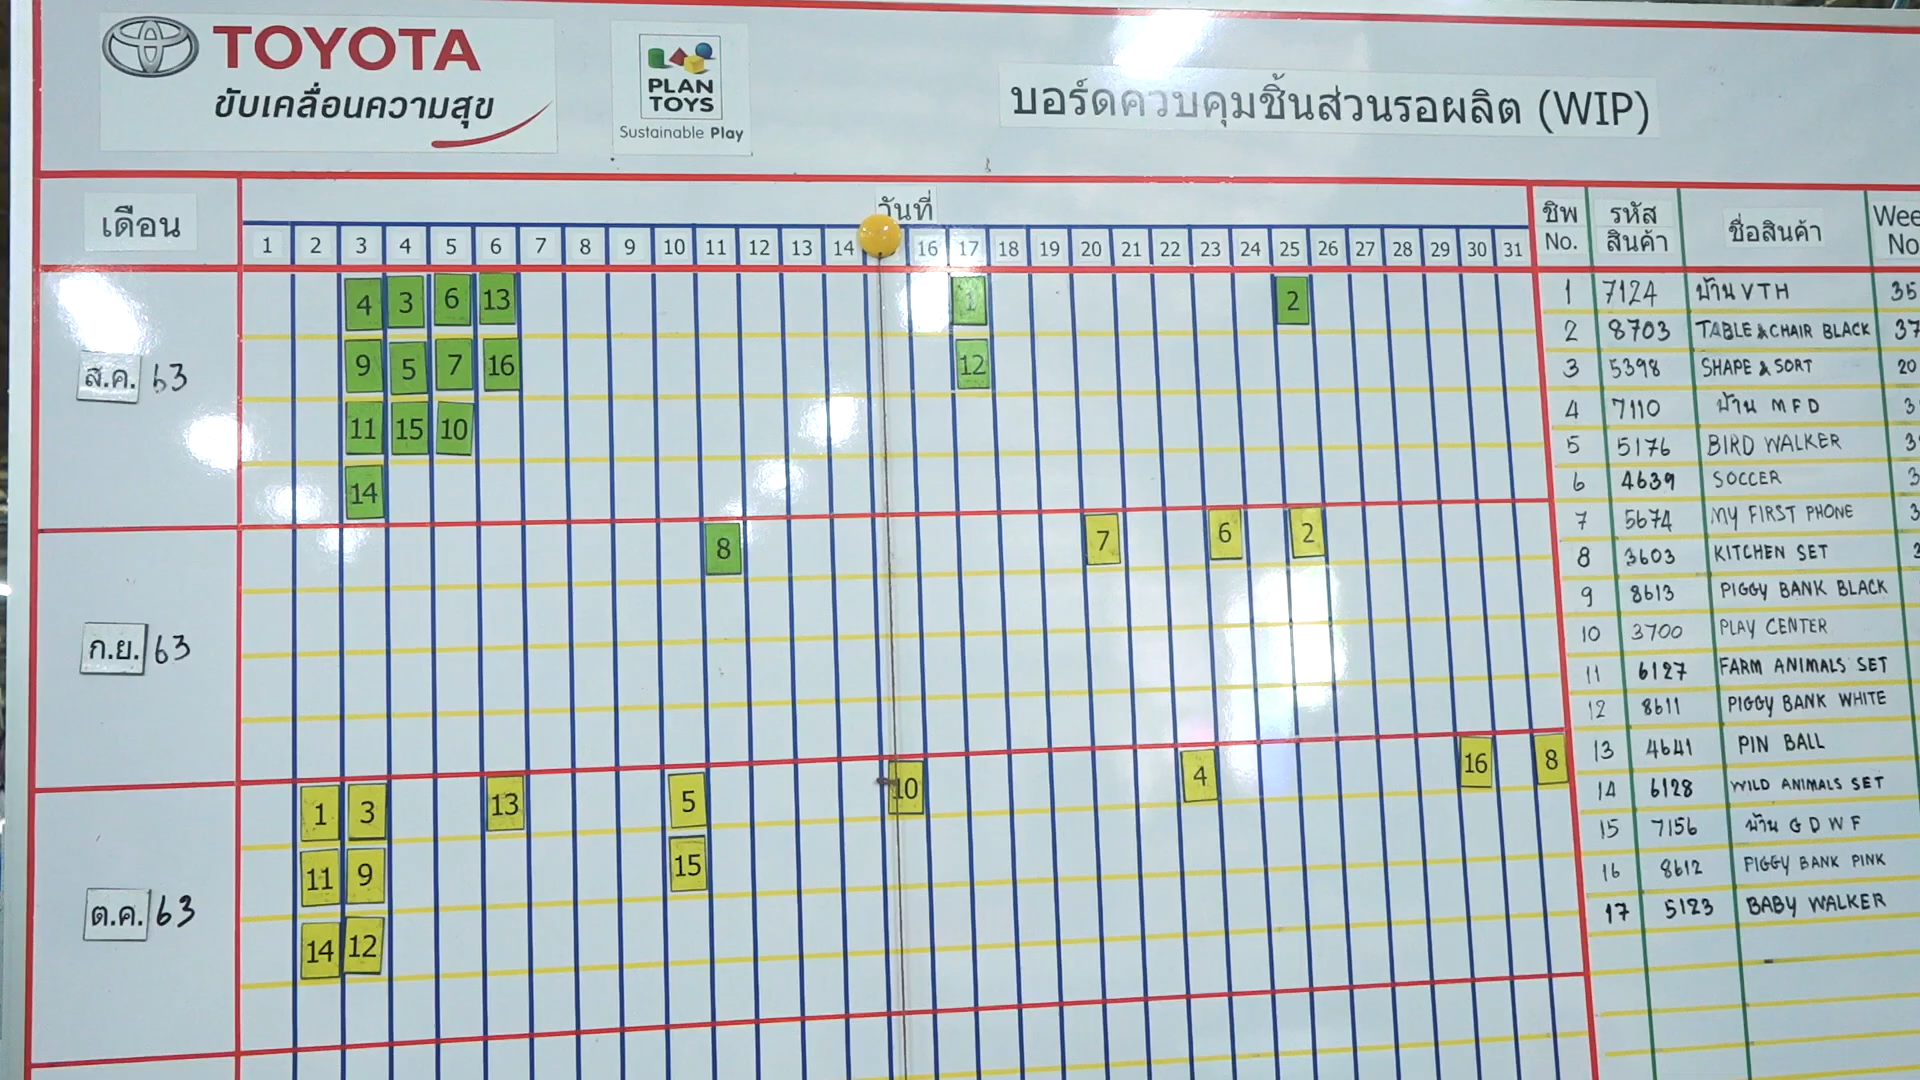 TOYOTA
ขับเคลื่อนความสุข
PLAN
TOYS
Sustainable Play
บอร์ดควบคุมชิ้นส่วนรอผลิต (WIP)
เดือน
วันที่
1 2 3 4 5 6 7 8 9 10 11 12 13 14 16 17 18 19 20 21 22 23 24 25 26 27 28 29 30 31
ส.ค. 63
4 3 6 13 1 2
9 5 7 16 12
11 15 10
14
ก.ย. 63
8 7 6 2
ต.ค. 63
1 3 13 5 10 4 16 8
11 9 15
14 12
ชิพ No. รหัสสินค้า ชื่อสินค้า Wee No
1 7124 บ้าน VTH 35
2 8703 TABLE & CHAIR BLACK 37
3 5398 SHAPE & SORT 20
4 7110 บ้าน MFD 3
5 5176 BIRD WALKER 3
6 4639 SOCCER 3
7 5674 MY FIRST PHONE 3
8 3603 KITCHEN SET
9 8613 PIGGY BANK BLACK
10 3700 PLAY CENTER
11 6127 FARM ANIMALS SET
12 8611 PIGGY BANK WHITE
13 4641 PIN BALL
14 6128 WILD ANIMALS SET
15 7156 บ้าน GDWF
16 8612 PIGGY BANK PINK
17 5123 BABY WALKER